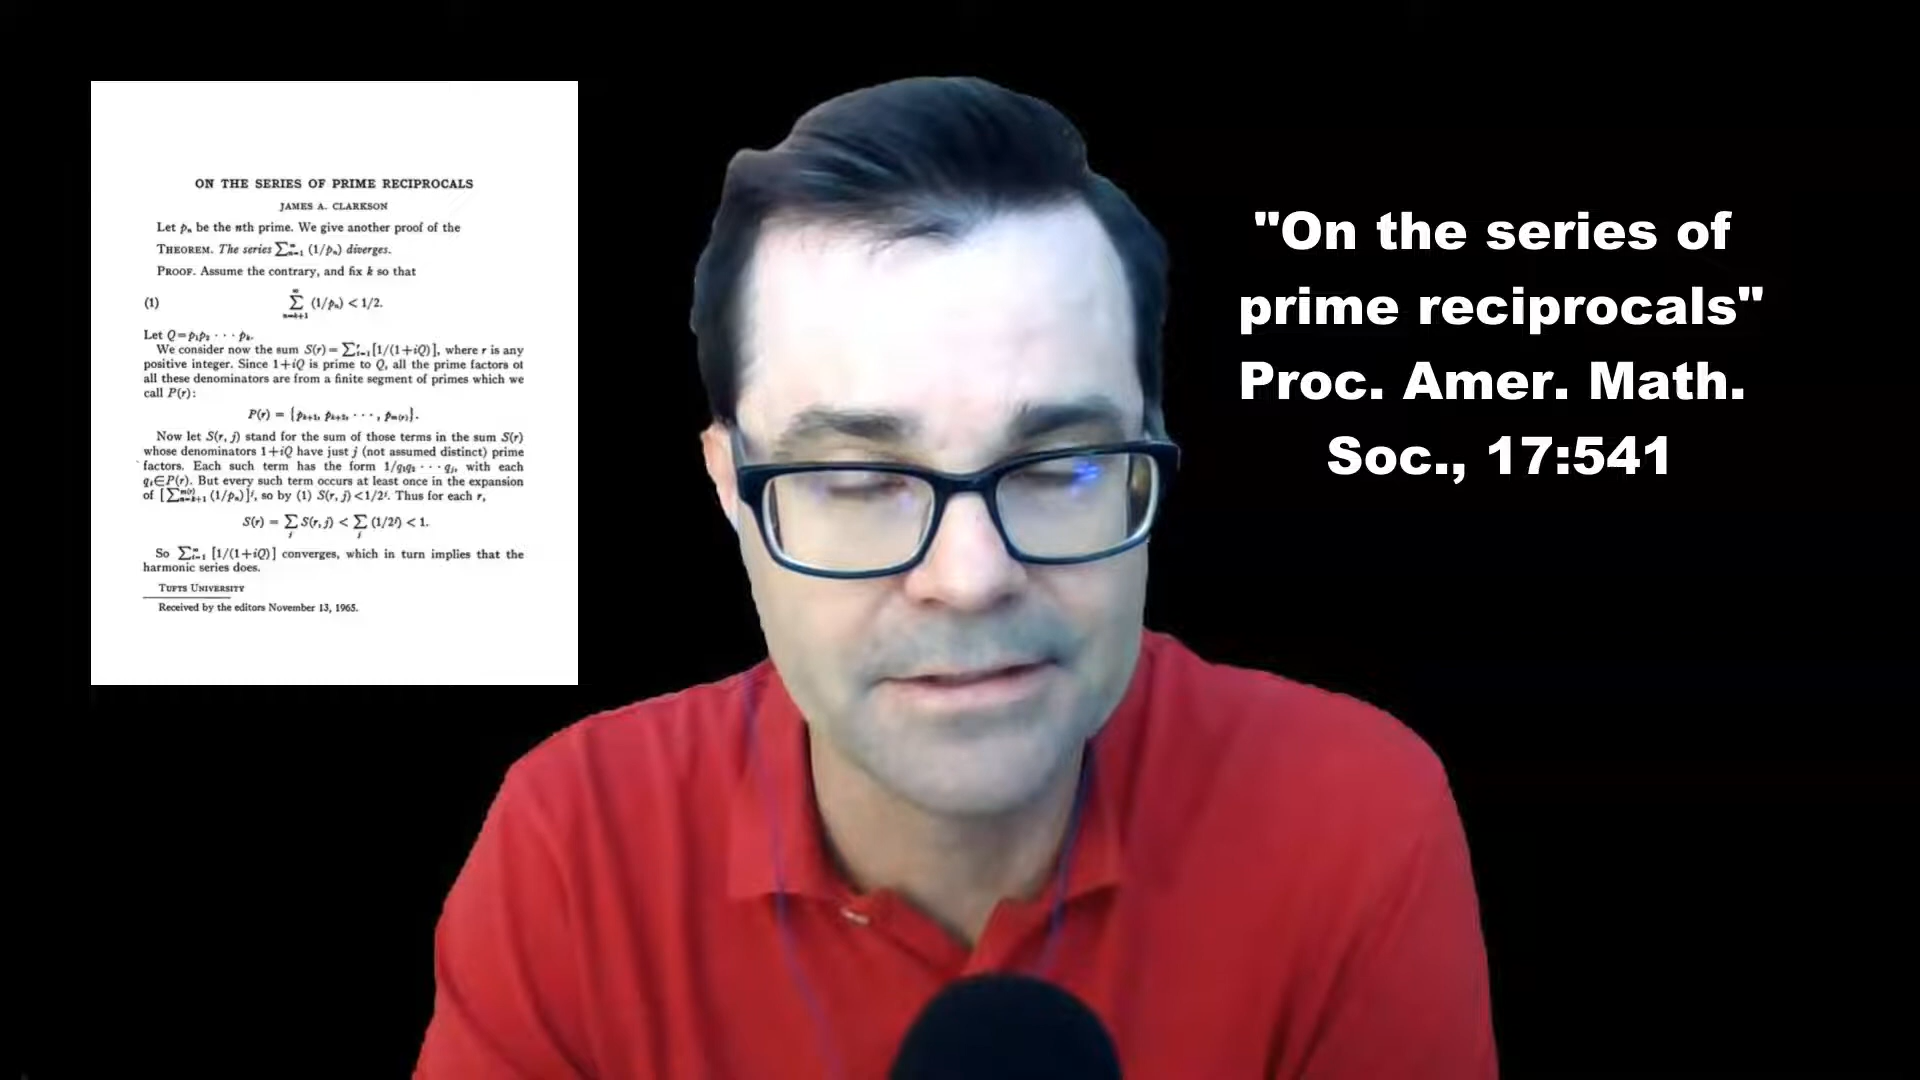 ON THE SERIES OF PRIME RECIPROCALS
JAMES A. CLARKSON
Let pₙ be the nth prime. We give another proof of the
THEOREM. The series ∑ₙ₌₁^∞ (1/pₙ) diverges.
PROOF. Assume the contrary, and fix k so that
(1) ∑ₙ₌ₖ₊₁^∞ (1/pₙ) < 1/2.
Let Q=p₁p₂ · · · pₖ.
We consider now the sum S(r) = ∑ᵢ₌₁^r [1/(1+iQ)], where r is any
positive integer. Since 1+iQ is prime to Q, all the prime factors of
all these denominators are from a finite segment of primes which we
call P(r):
P(r) = {pₖ₊₁, pₖ₊₂, · · · , pₘ₍ᵣ₎}.
Now let S(r, j) stand for the sum of those terms in the sum S(r)
whose denominators 1+iQ have just j (not assumed distinct) prime
factors. Each such term has the form 1/q₁q₂ · · · qⱼ, with each
qᵢ∈P(r). But every such term occurs at least once in the expansion
of [∑ₙ₌ₖ₊₁^m(r) (1/pₙ)]ʲ, so by (1) S(r, j) <1/2ʲ. Thus for each r,
S(r) = ∑ⱼ S(r, j) < ∑ⱼ (1/2ʲ) < 1.
So ∑ᵢ₌₁^∞ [1/(1+iQ)] converges, which in turn implies that the
harmonic series does.
TUFTS UNIVERSITY
Received by the editors November 13, 1965.
"On the series of
prime reciprocals"
Proc. Amer. Math.
Soc., 17:541